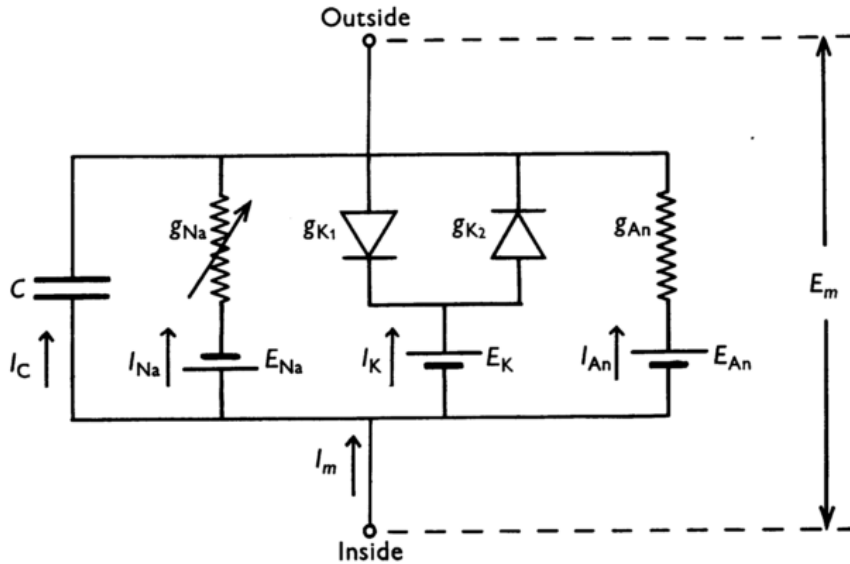 Outside
g_Na
g_K1
g_K2
g_An
C
E_m
I_C
I_Na
E_Na
I_K
E_K
I_An
E_An
I_m
Inside